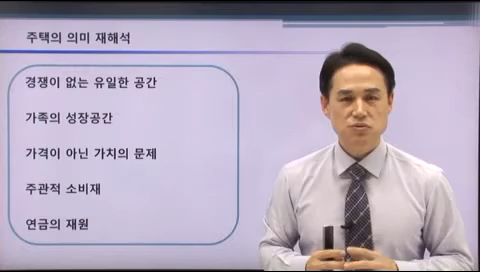 주택의 의미 재해석
경쟁이 없는 유일한 공간
가족의 성장공간
가격이 아닌 가치의 문제
주관적 소비재
연금의 재원